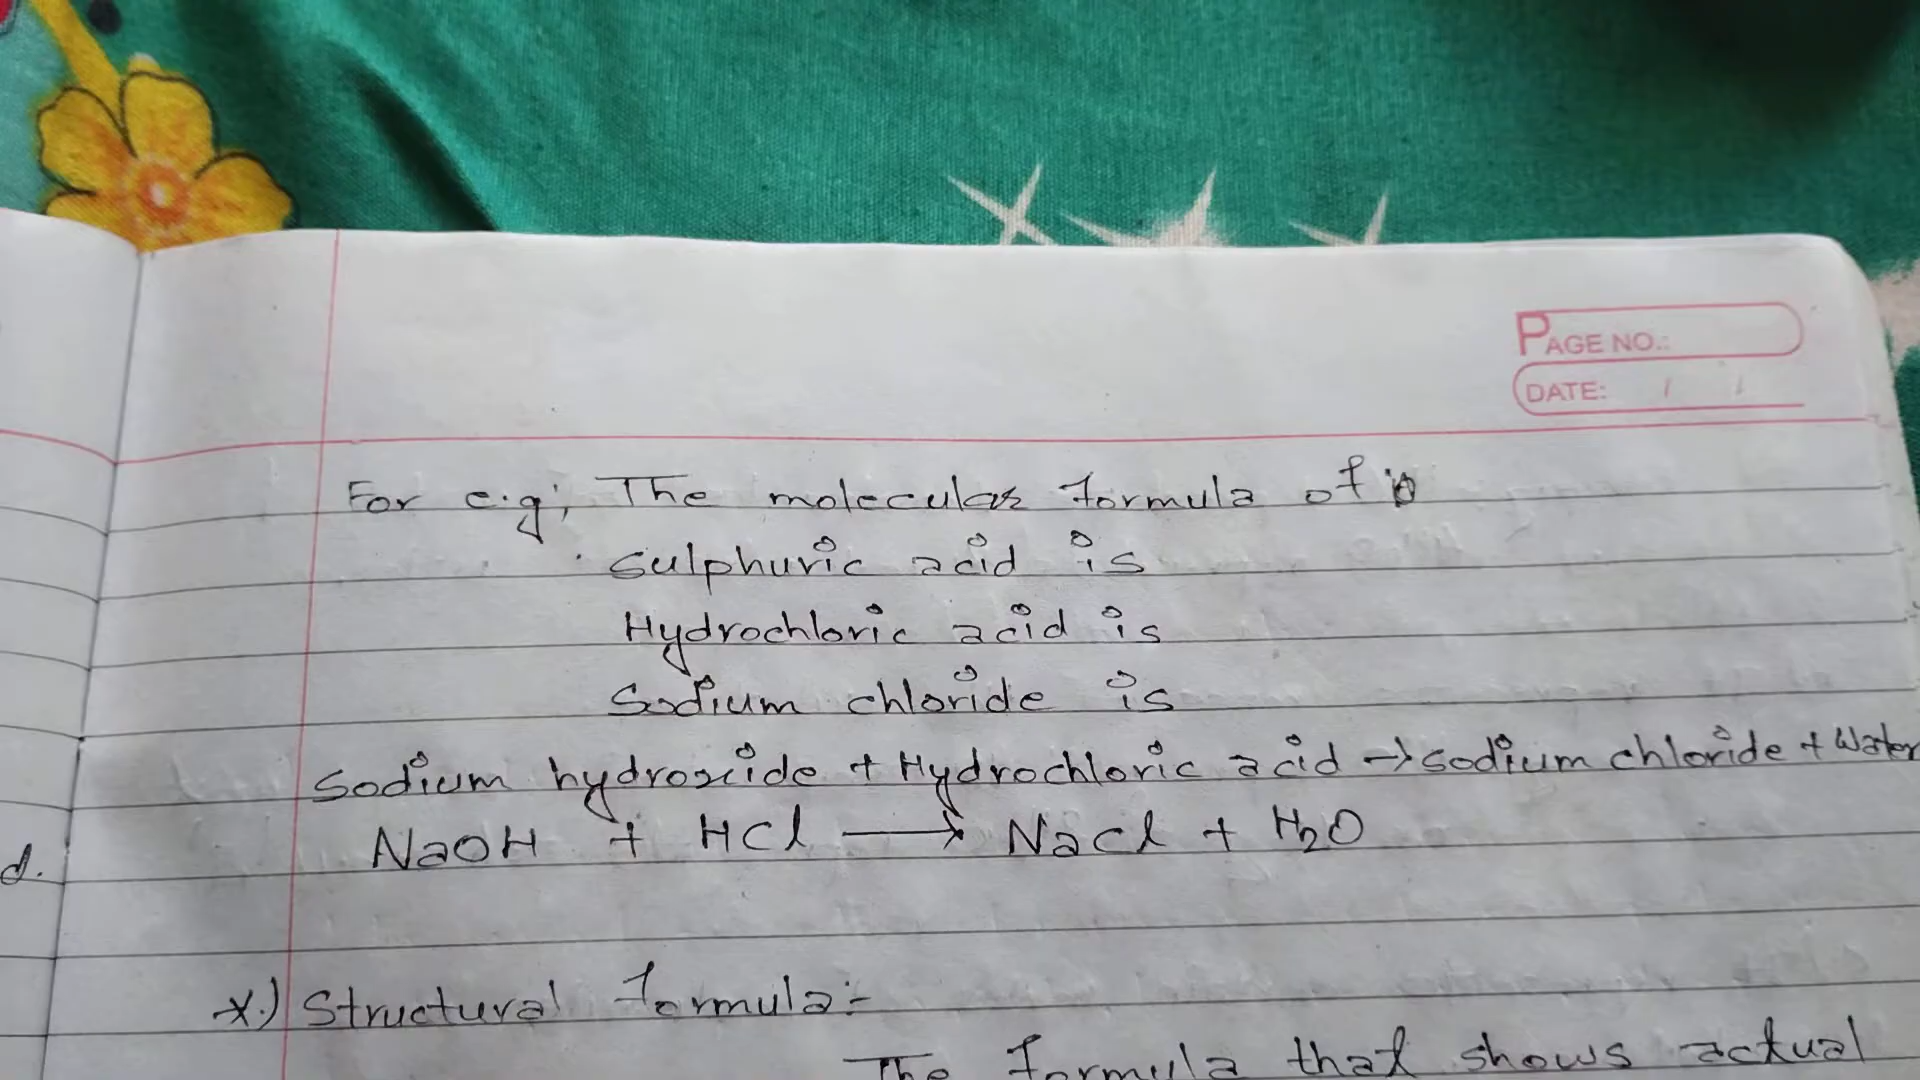 PAGE NO.:
DATE: / /
For e.g; The molecular formula of
sulphuric acid is
Hydrochloric acid is
Sodium chloride is
sodium hydroxide + Hydrochloric acid → sodium chloride + Water
NaOH + HCl → NaCl + H₂O
d.
x.) Structural formula:-
The formula that shows actual